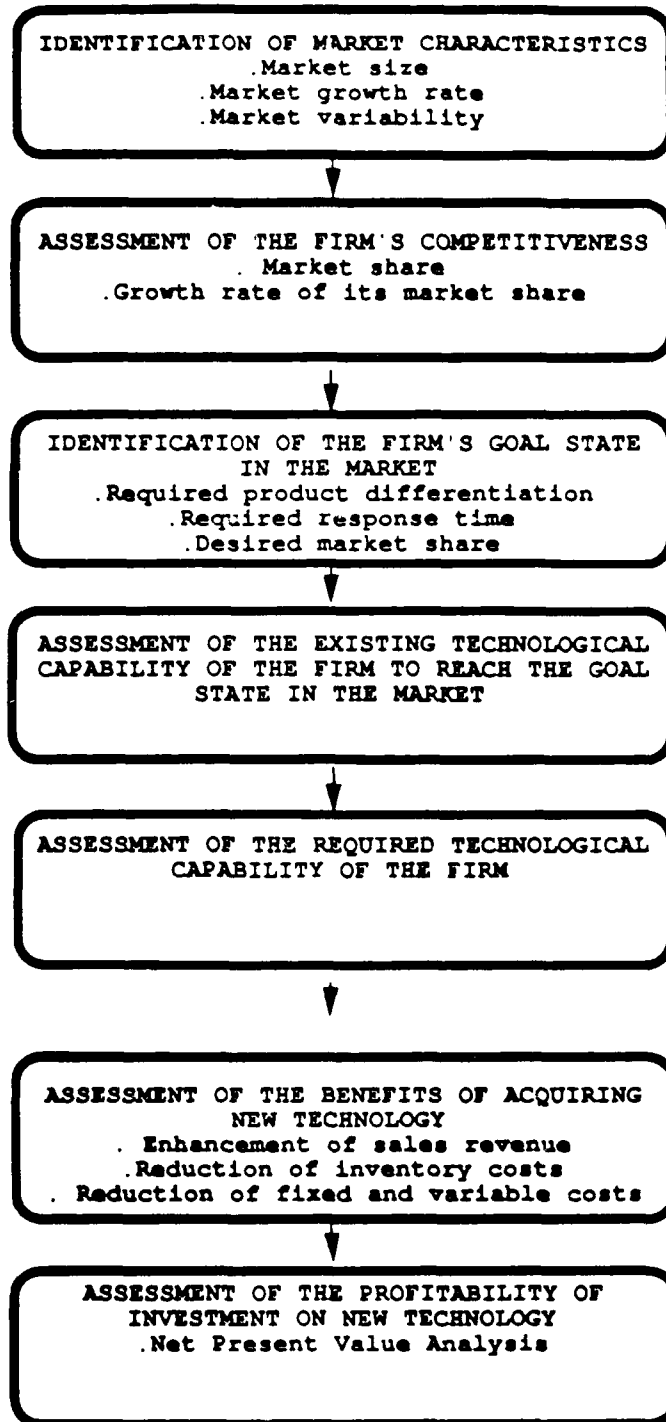 IDENTIFICATION OF MARKET CHARACTERISTICS
.Market size
.Market growth rate
.Market variability
ASSESSMENT OF THE FIRM'S COMPETITIVENESS
. Market share
.Growth rate of its market share
IDENTIFICATION OF THE FIRM'S GOAL STATE
IN THE MARKET
.Required product differentiation
.Required response time
.Desired market share
ASSESSMENT OF THE EXISTING TECHNOLOGICAL
CAPABILITY OF THE FIRM TO REACH THE GOAL
STATE IN THE MARKET
ASSESSMENT OF THE REQUIRED TECHNOLOGICAL
CAPABILITY OF THE FIRM
ASSESSMENT OF THE BENEFITS OF ACQUIRING
NEW TECHNOLOGY
. Enhancement of sales revenue
.Reduction of inventory costs
. Reduction of fixed and variable costs
ASSESSMENT OF THE PROFITABILITY OF
INVESTMENT ON NEW TECHNOLOGY
.Net Present Value Analysis